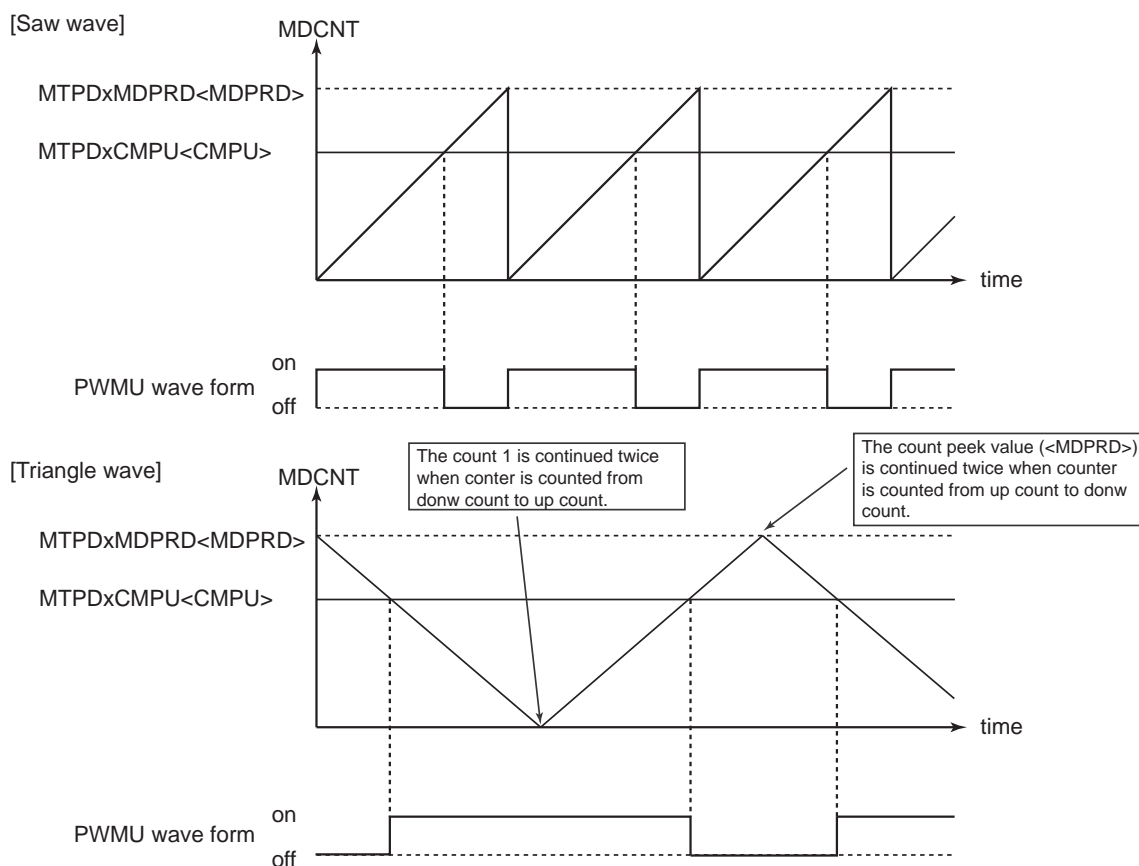 [Saw wave]
MDCNT
MTPDxMDPRD<MDPRD>
MTPDxCMPU<CMPU>
time
on
PWMU wave form
off
[Triangle wave]
MDCNT
The count 1 is continued twice
when conter is counted from
donw count to up count.
The count peek value (<MDPRD>)
is continued twice when counter
is counted from up count to donw
count.
MTPDxMDPRD<MDPRD>
MTPDxCMPU<CMPU>
time
on
PWMU wave form
off